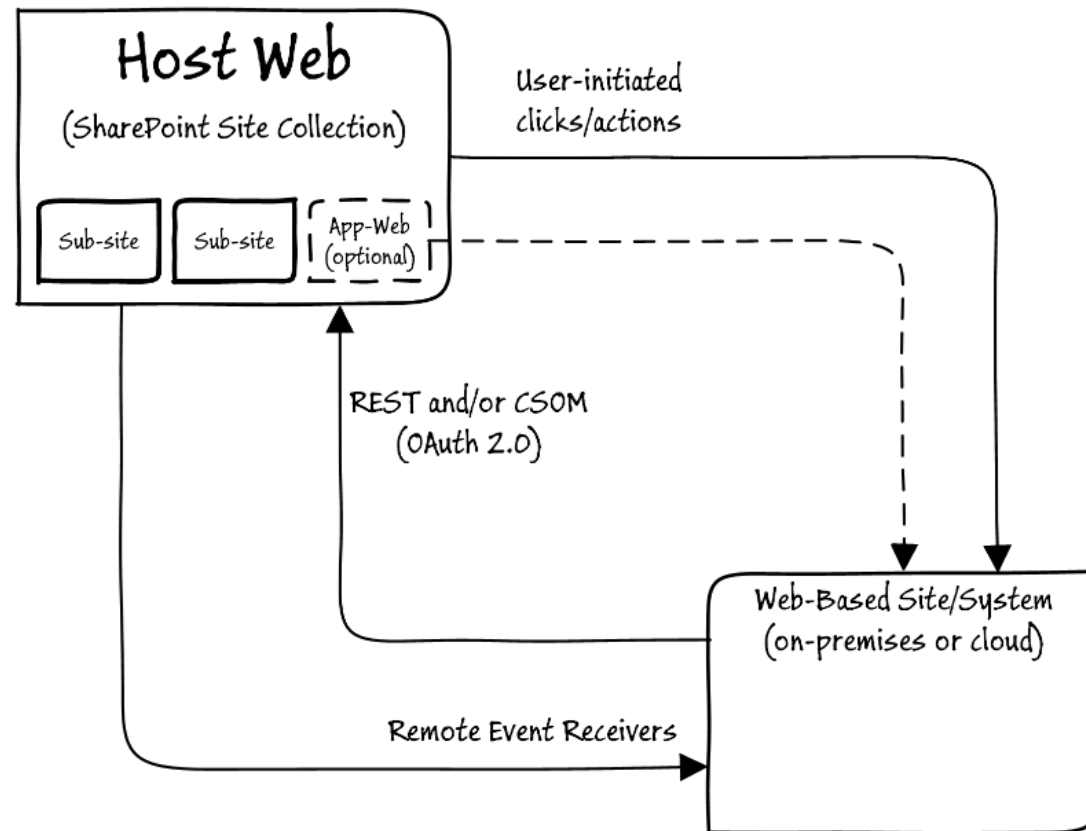 Host Web
(SharePoint Site Collection)
User-initiated
clicks/actions
Sub-site
Sub-site
App-Web
(optional)
REST and/or CSOM
(OAuth 2.0)
Web-Based Site/System
(on-premises or cloud)
Remote Event Receivers